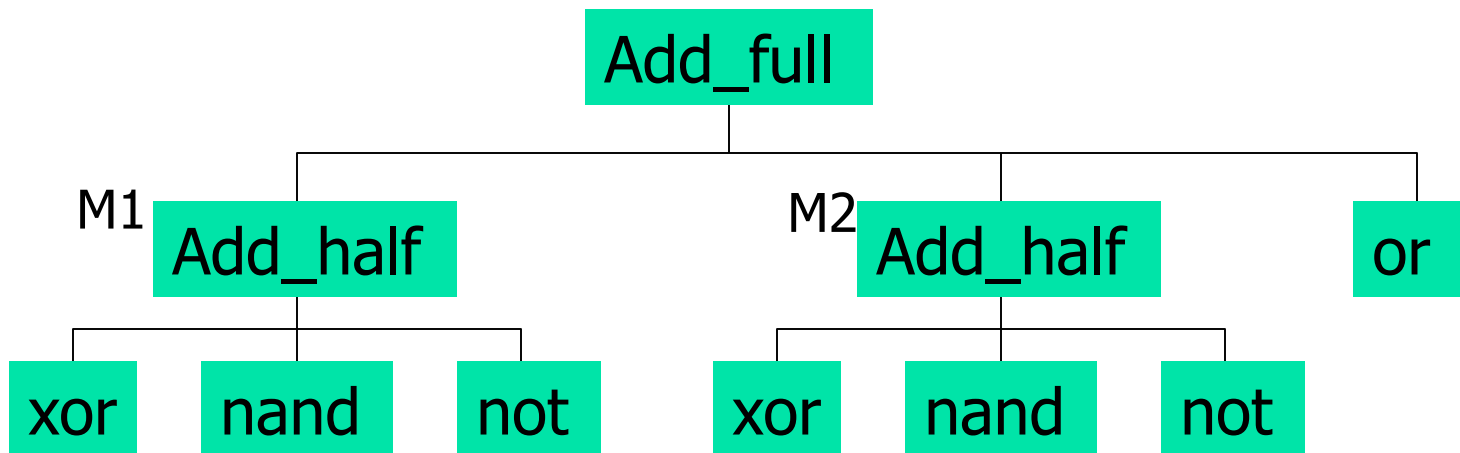 Add_full
M1
Add_half
M2
Add_half
or
xor
nand
not
xor
nand
not